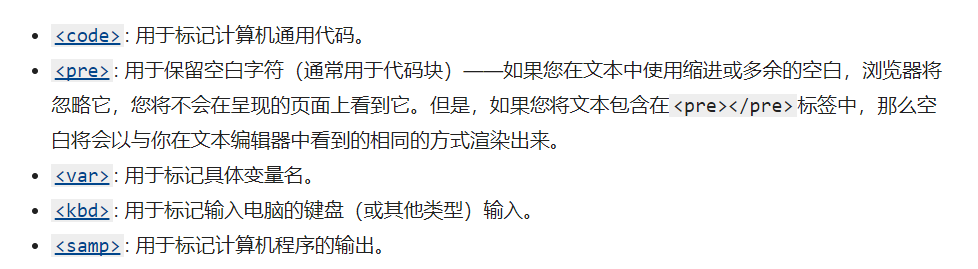 <code>: 用于标记计算机通用代码。
<pre>: 用于保留空白字符（通常用于代码块）——如果您在文本中使用缩进或多余的空白，浏览器将
忽略它，您将不会在呈现的页面上看到它。但是，如果您将文本包含在<pre></pre>标签中，那么空
白将会以与你在文本编辑器中看到的相同的方式渲染出来。
<var>: 用于标记具体变量名。
<kbd>: 用于标记输入电脑的键盘（或其他类型）输入。
<samp>: 用于标记计算机程序的输出。